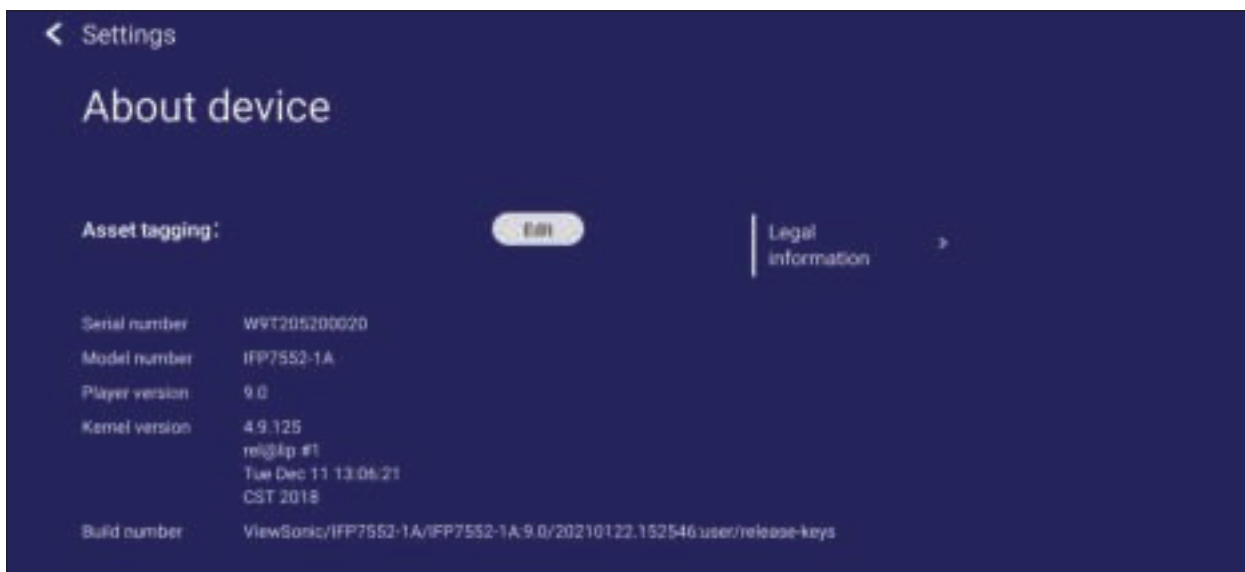 Settings
About device
Asset tagging:
Edit
Legal
information
Serial number W9T205200020
Model number IFP7552-1A
Player version 9.0
Kernel version 4.9.125
rel@lip #1
Tue Dec 11 13:06:21
CST 2018
Build number ViewSonic/IFP7552-1A/IFP7552-1A:9.0/20210122.152546:user/release-keys